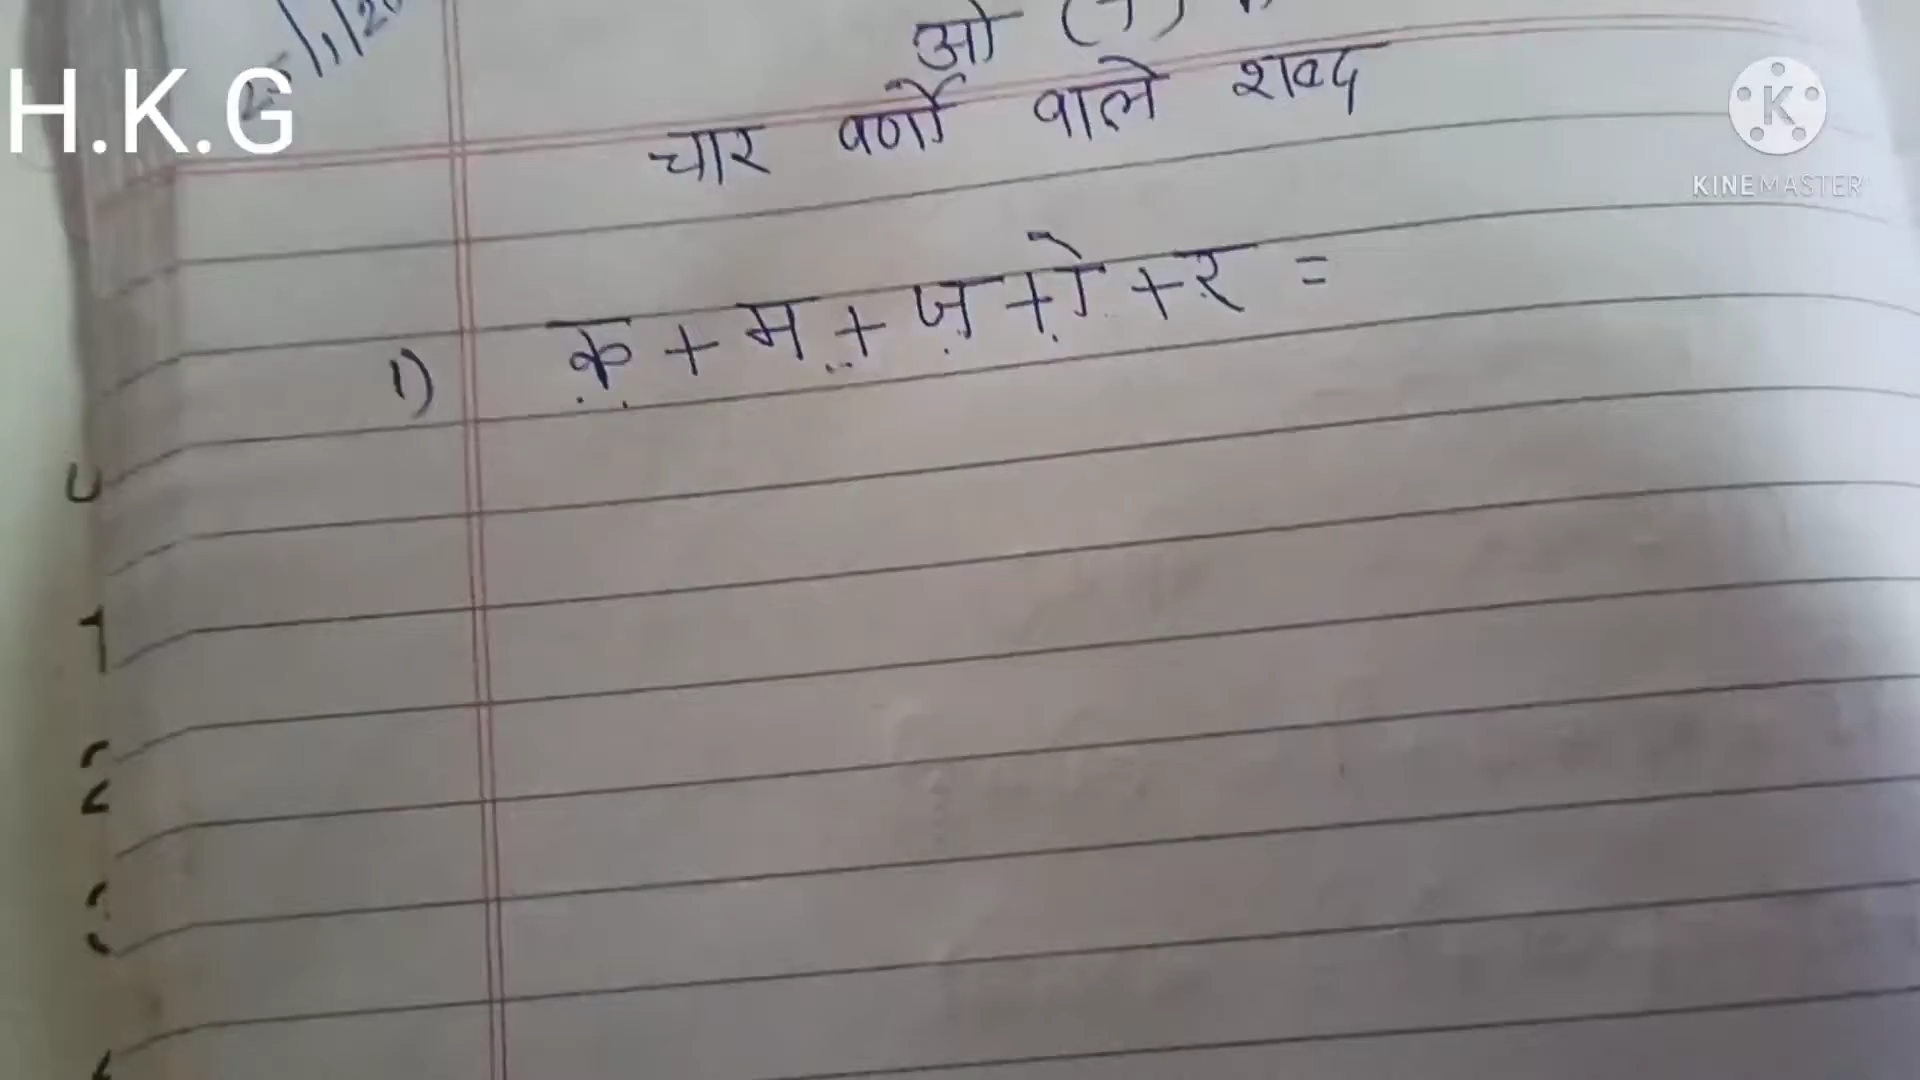 H.K.G
ओ (ो)
चार वर्णो वाले शब्द
1) क + म + ज़ + ो + र =
KINEMASTER